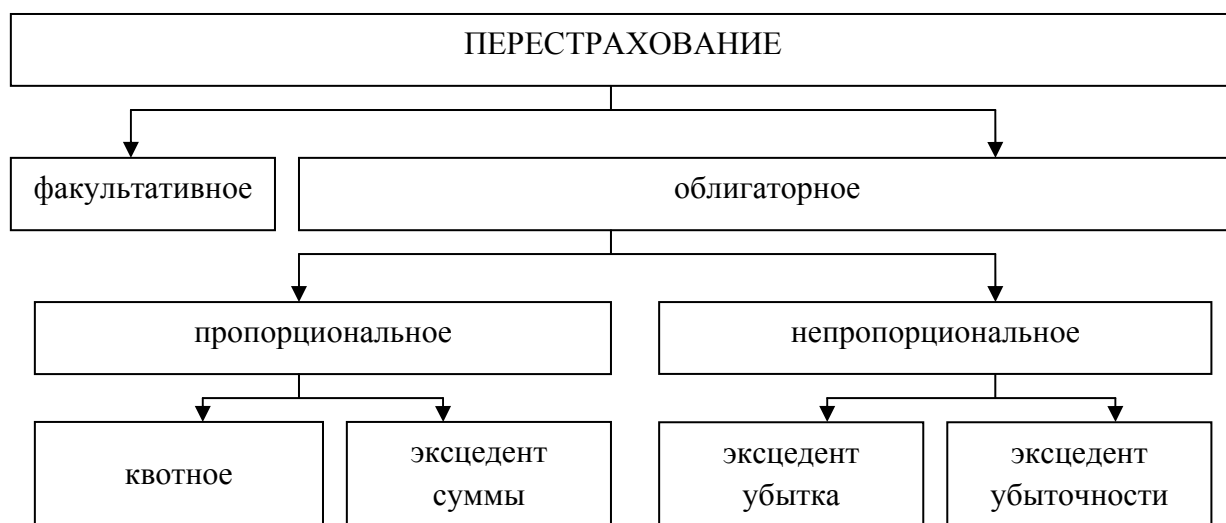 ПЕРЕСТРАХОВАНИЕ
факультативное
облигаторное
пропорциональное
непропорциональное
квотное
эксцедент
суммы
эксцедент
убытка
эксцедент
убыточности